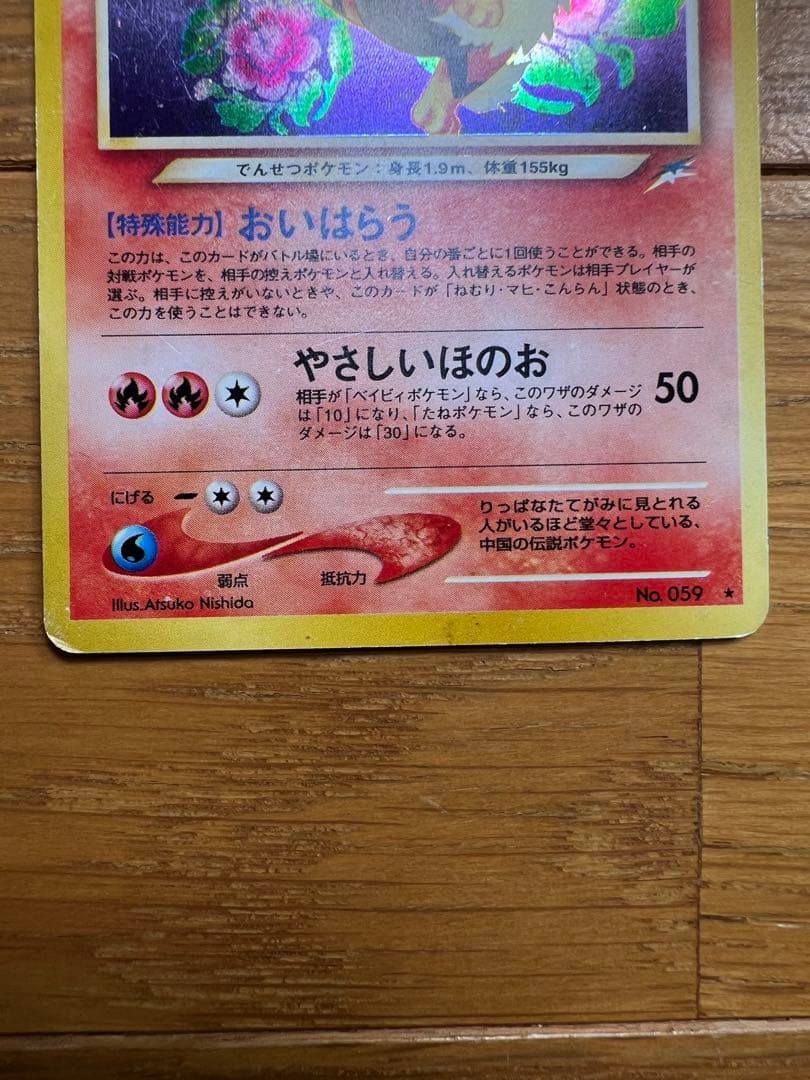 でんせつポケモン：身長1.9m、体重155kg
【特殊能力】おいはらう
この力は、このカードがバトル場にいるとき、自分の番ごとに1回使うことができる。相手の
対戦ポケモンを、相手の控えポケモンと入れ替える。入れ替えるポケモンは相手プレイヤーが
選ぶ。相手に控えがいないときや、このカードが「ねむり・マヒ・こんらん」状態のとき、
この力を使うことはできない。
やさしいほのお
50
相手が「ベイビィポケモン」なら、このワザのダメージ
は「10」になり、「たねポケモン」なら、このワザの
ダメージは「30」になる。
にげる
弱点
抵抗力
りっぱなたてがみに見とれる
人がいるほど堂々としている、
中国の伝説ポケモン。
Illus. Atsuko Nishida
No. 059 ★